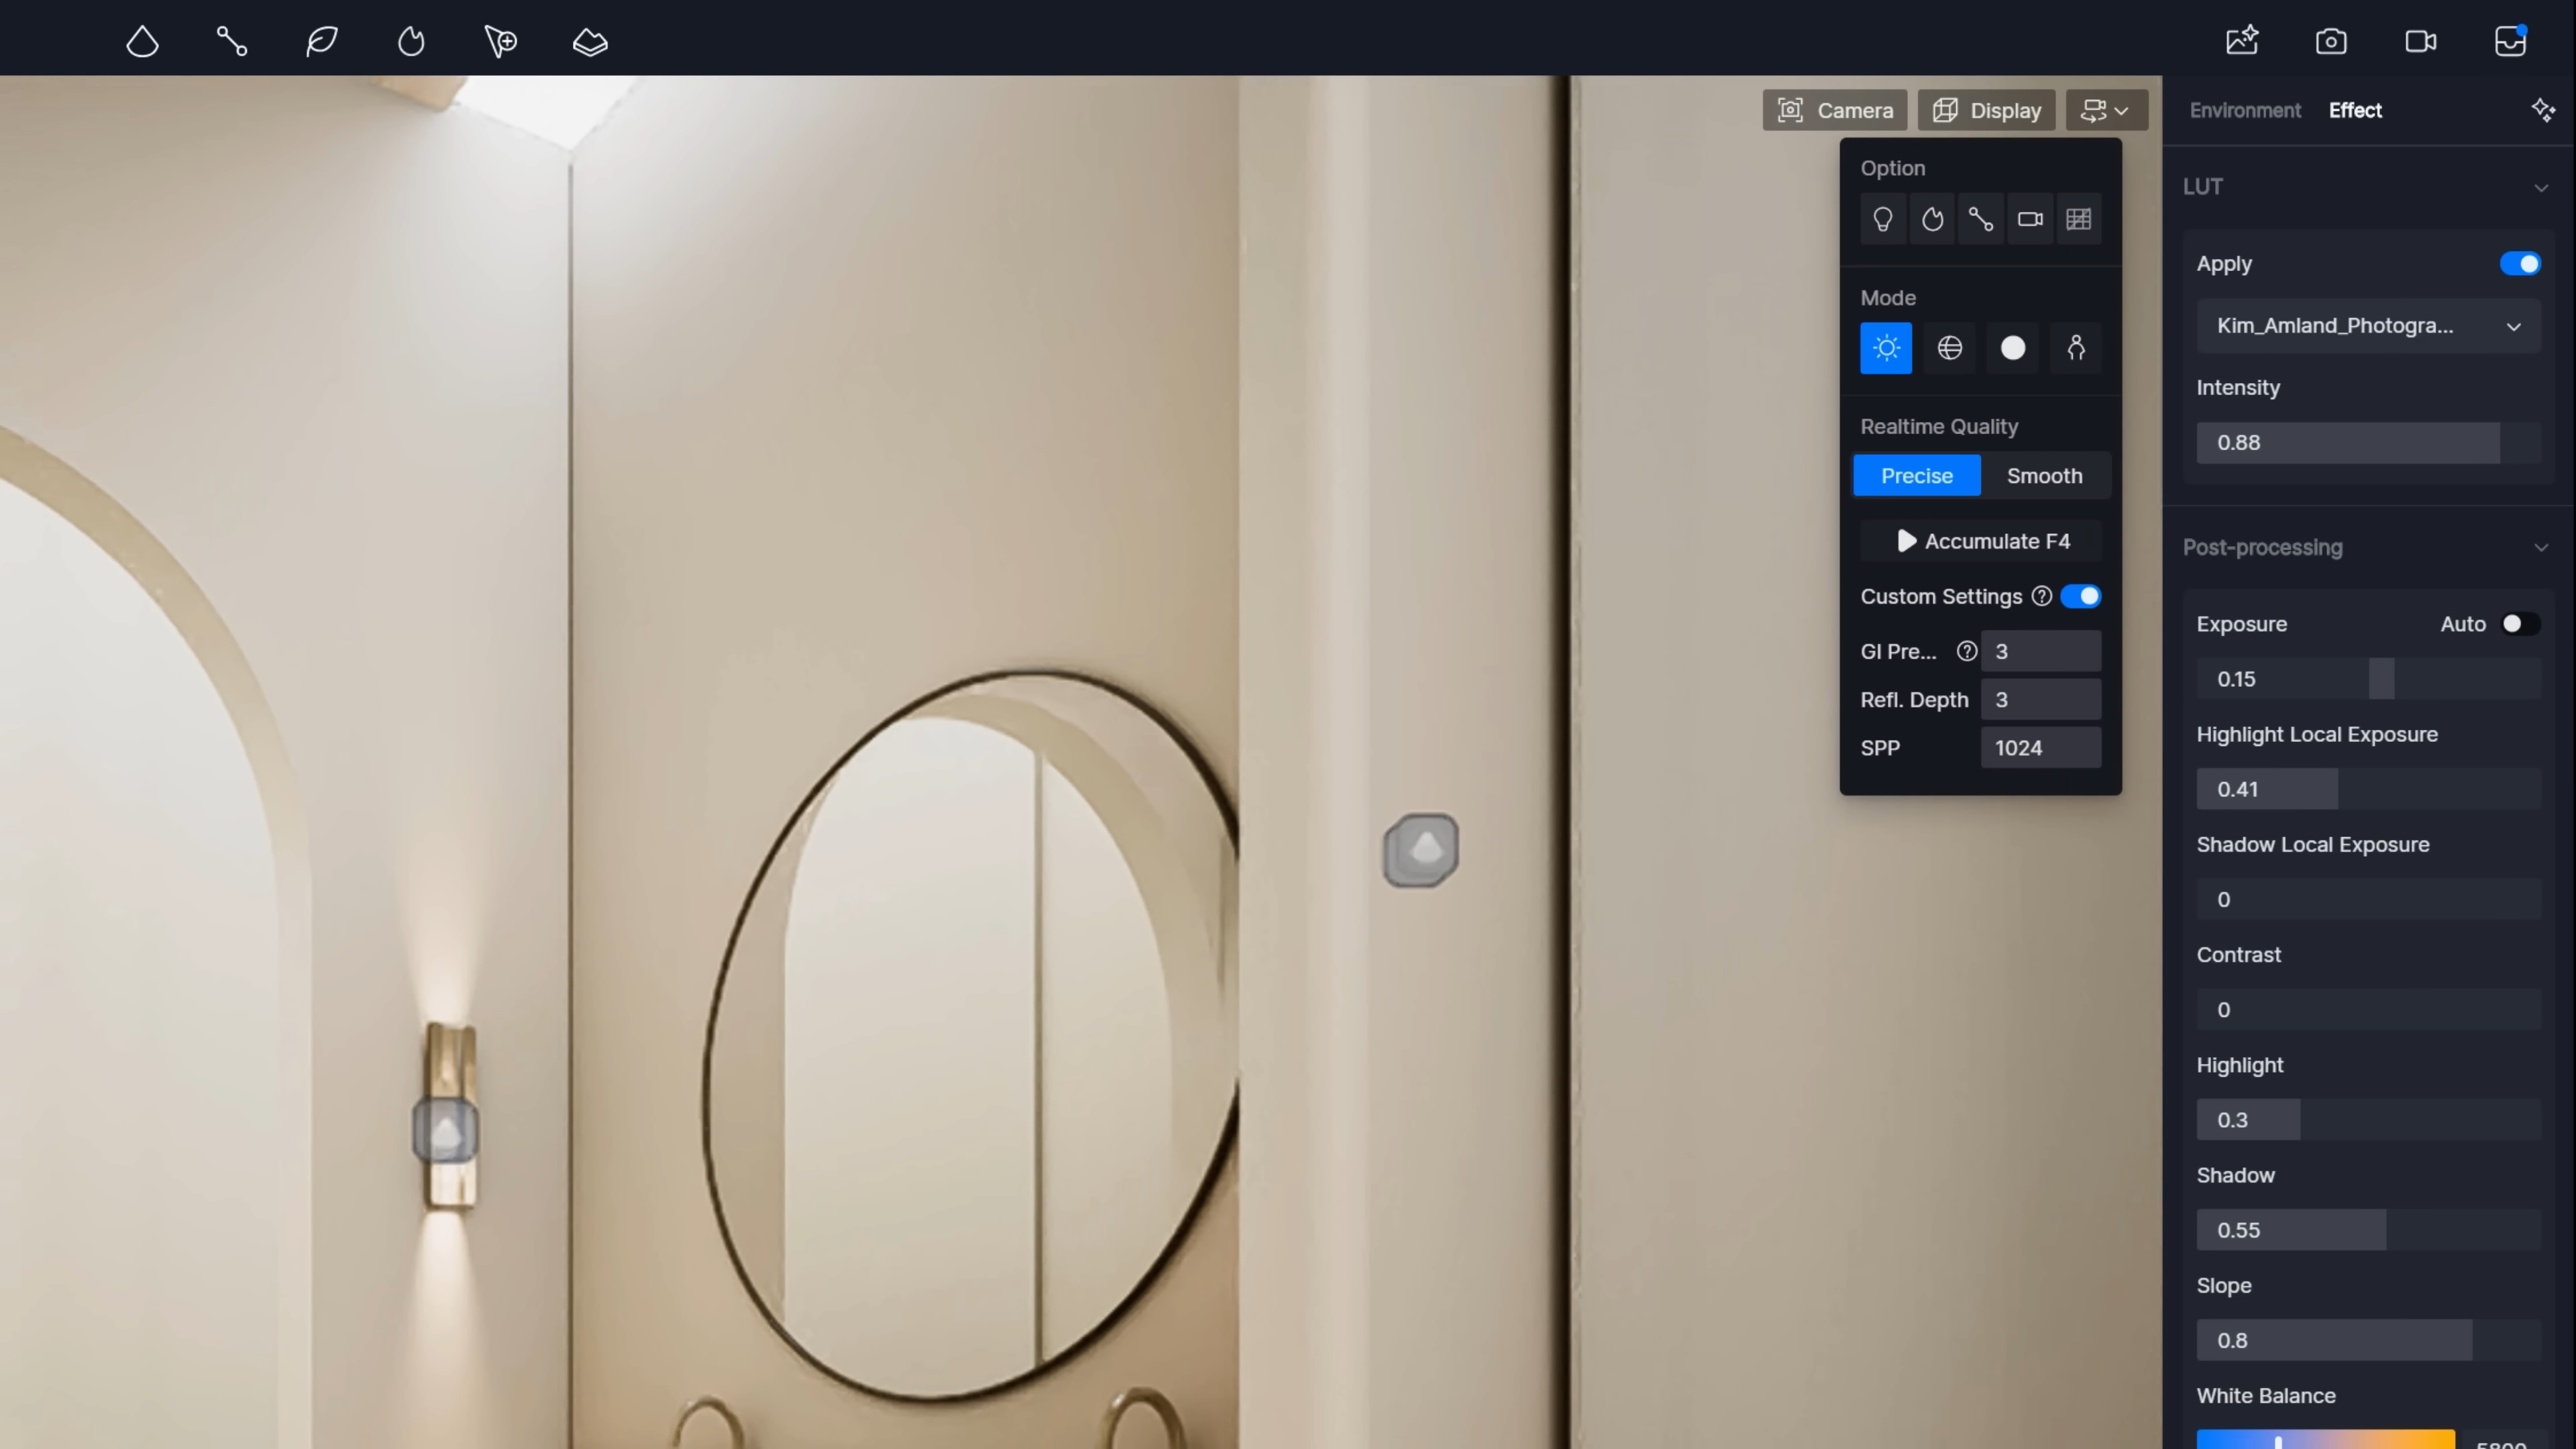 Camera
Display
Option
Mode
Realtime Quality
Precise
Smooth
Accumulate F4
Custom Settings
GI Pre... 3
Refl. Depth 3
SPP 1024
Environment
Effect
LUT
Apply
Kim_Amland_Photogra...
Intensity
0.88
Post-processing
Exposure
Auto
0.15
Highlight Local Exposure
0.41
Shadow Local Exposure
0
Contrast
0
Highlight
0.3
Shadow
0.55
Slope
0.8
White Balance